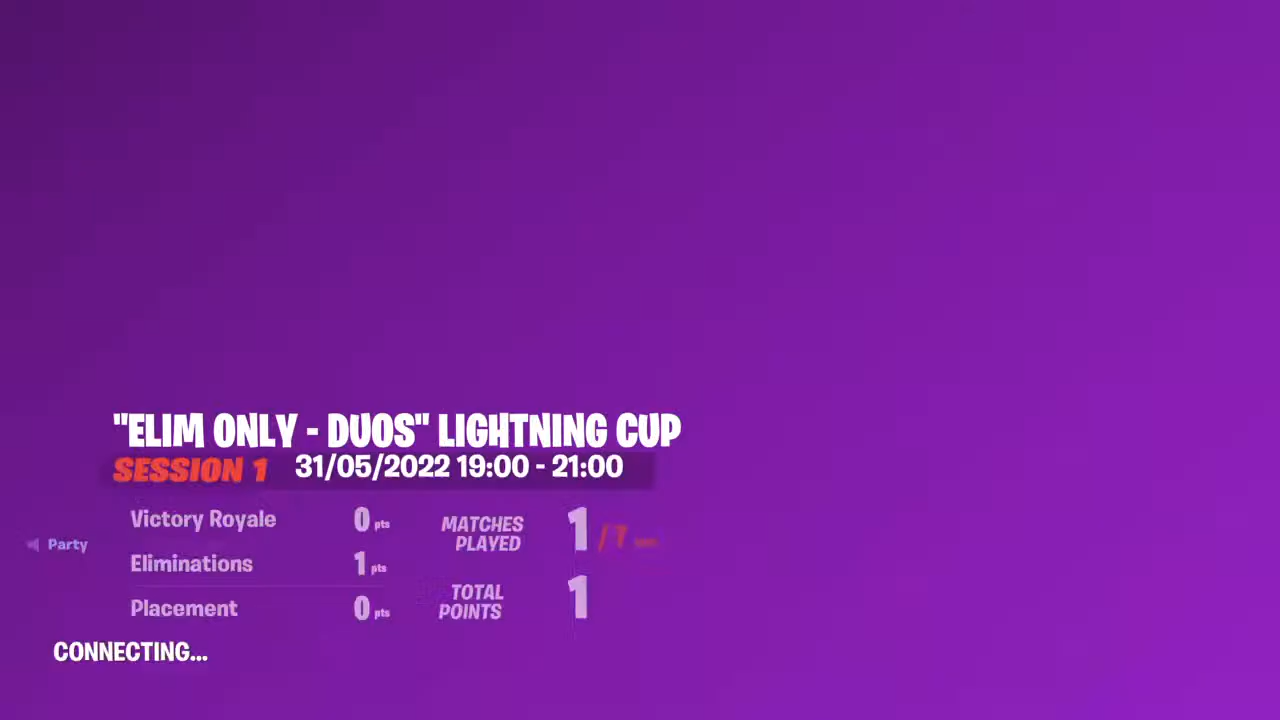 "ELIM ONLY - DUOS" LIGHTNING CUP
SESSION 1 31/05/2022 19:00 - 21:00
Victory Royale 0 pts
Eliminations 1 pts
Placement 0 pts
MATCHES
PLAYED
1 /7
TOTAL
POINTS
1
Party
CONNECTING...